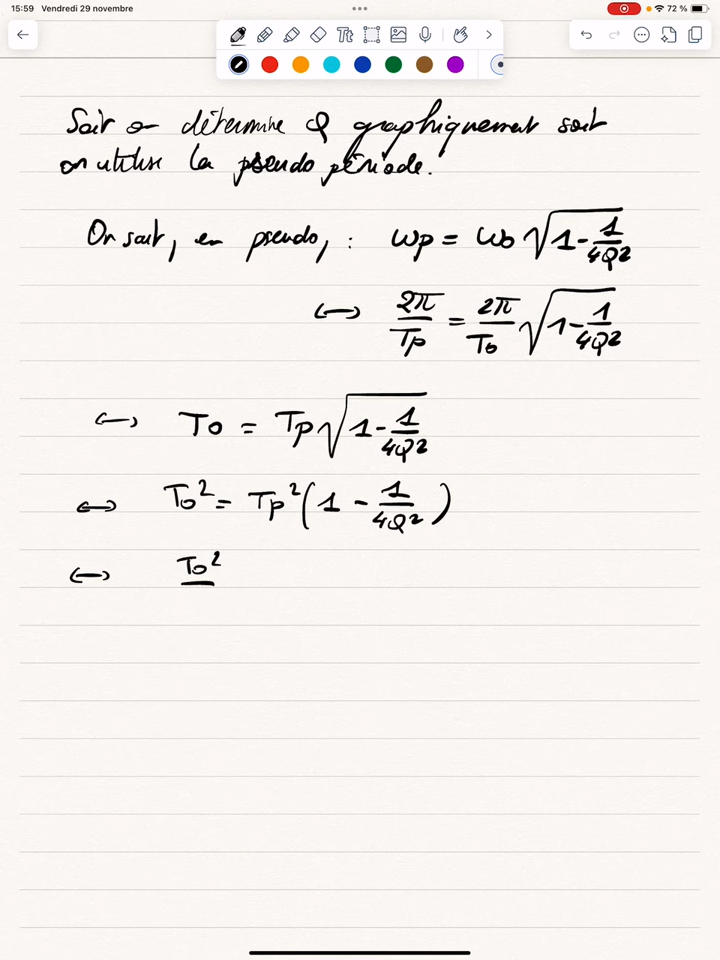 15:59 Vendredi 29 novembre 72 %
Tt
Soit on détermine Q graphiquement soit
on utilise la pseudo période.
On sait, en pseudo, : ωp = ω0 √(1 - 1/4Q²)
⟷ 2π/Tp = 2π/T0 √(1 - 1/4Q²)
⟷ T0 = Tp √(1 - 1/4Q²)
⟷ T0² = Tp² (1 - 1/4Q²)
⟷ T0²